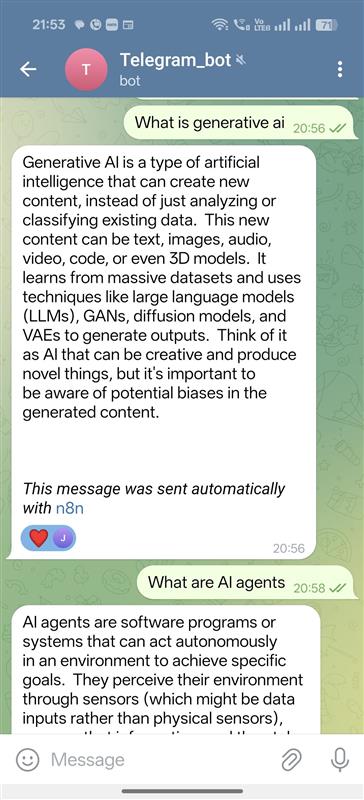 21:53
Vo
LTE
71
T
Telegram_bot
bot
What is generative ai 20:56
Generative AI is a type of artificial
intelligence that can create new
content, instead of just analyzing or
classifying existing data.  This new
content can be text, images, audio,
video, code, or even 3D models.  It
learns from massive datasets and uses
techniques like large language models
(LLMs), GANs, diffusion models, and
VAEs to generate outputs.  Think of it
as AI that can be creative and produce
novel things, but it's important to
be aware of potential biases in the
generated content.
This message was sent automatically
with n8n
J
20:56
What are AI agents 20:58
AI agents are software programs or
systems that can act autonomously
in an environment to achieve specific
goals.  They perceive their environment
through sensors (which might be data
inputs rather than physical sensors),
Message